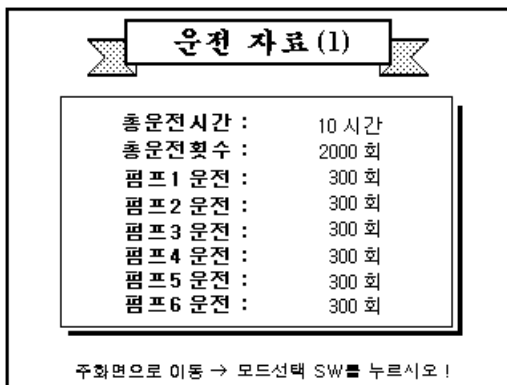 운전 자료(1)
총운전시간 : 10 시간
총운전횟수 : 2000 회
펌프1 운전 : 300 회
펌프2 운전 : 300 회
펌프3 운전 : 300 회
펌프4 운전 : 300 회
펌프5 운전 : 300 회
펌프6 운전 : 300 회
주화면으로 이동 → 모드선택 SW를 누르시오 !